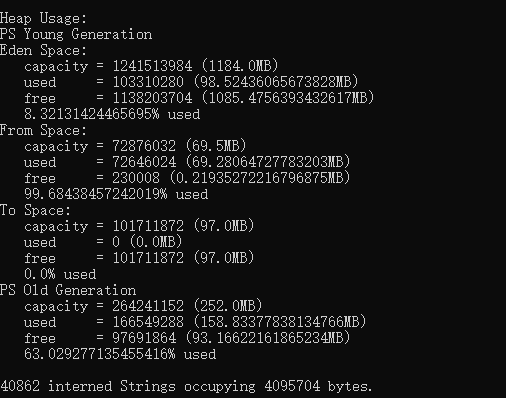 Heap Usage:
PS Young Generation
Eden Space:
   capacity = 1241513984 (1184.0MB)
   used     = 103310280 (98.52436065673828MB)
   free     = 1138203704 (1085.4756393432617MB)
   8.32131424465695% used
From Space:
   capacity = 72876032 (69.5MB)
   used     = 72646024 (69.28064727783203MB)
   free     = 230008 (0.21935272216796875MB)
   99.68438457242019% used
To Space:
   capacity = 101711872 (97.0MB)
   used     = 0 (0.0MB)
   free     = 101711872 (97.0MB)
   0.0% used
PS Old Generation
   capacity = 264241152 (252.0MB)
   used     = 166549288 (158.83377838134766MB)
   free     = 97691864 (93.16622161865234MB)
   63.029277135455416% used
40862 interned Strings occupying 4095704 bytes.